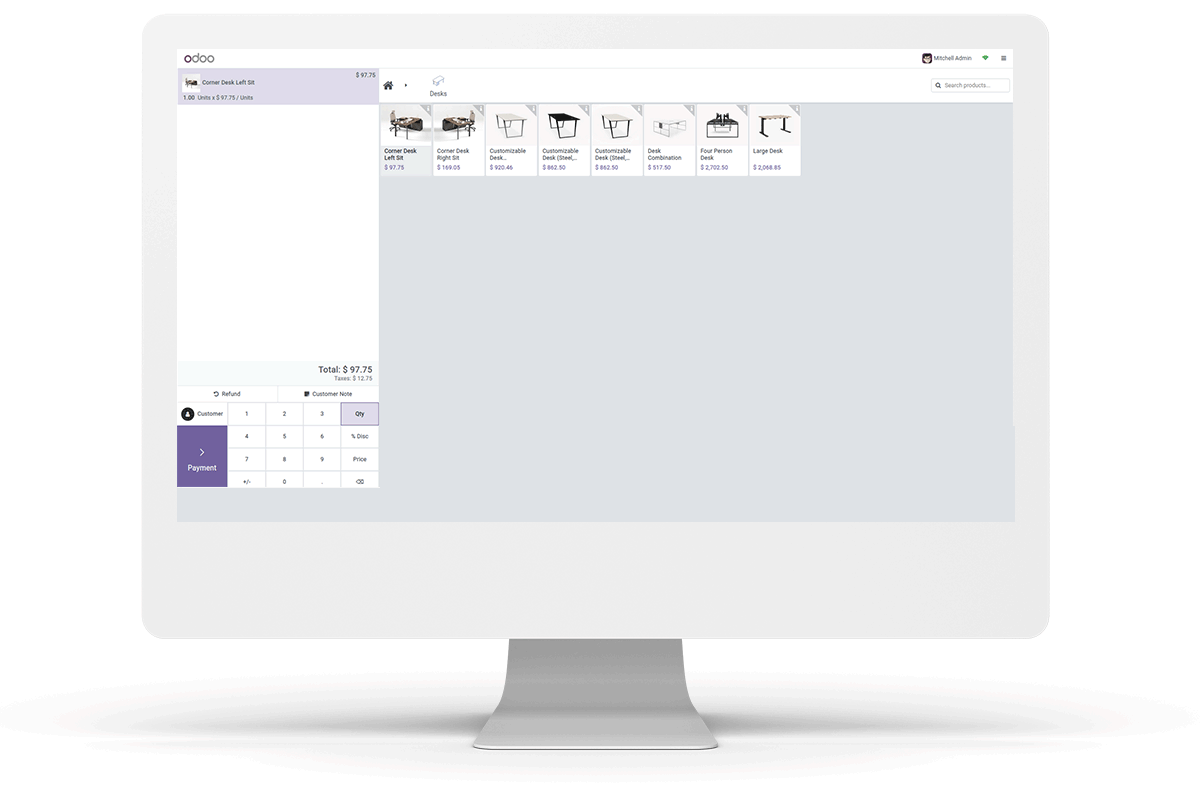 odoo
Mitchell Admin
Corner Desk Left Sit
$ 97.75
1.00 Units x $ 97.75 / Units
Desks
Search products...
Corner Desk
Left Sit
$ 97.75
Corner Desk
Right Sit
$ 169.05
Customizable
Desk...
$ 920.46
Customizable
Desk (Steel,...
$ 862.50
Customizable
Desk (Steel,...
$ 862.50
Desk
Combination
$ 517.50
Four Person
Desk
$ 2,702.50
Large Desk
$ 2,068.85
Total: $ 97.75
Taxes: $ 12.75
Refund
Customer Note
Customer
1
2
3
Qty
4
5
6
% Disc
Payment
7
8
9
Price
+/-
0
.